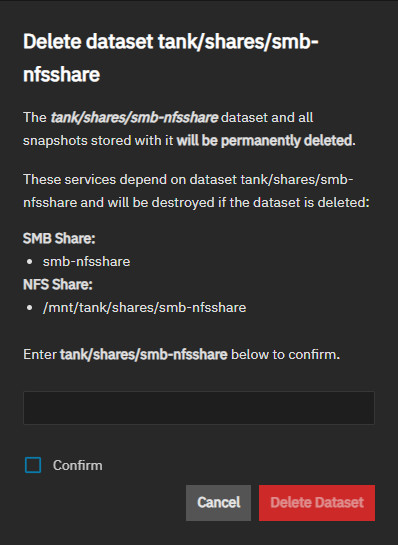 Delete dataset tank/shares/smb-
nfsshare
The tank/shares/smb-nfsshare dataset and all
snapshots stored with it will be permanently deleted.
These services depend on dataset tank/shares/smb-
nfsshare and will be destroyed if the dataset is deleted:
SMB Share:
• smb-nfsshare
NFS Share:
• /mnt/tank/shares/smb-nfsshare
Enter tank/shares/smb-nfsshare below to confirm.
Confirm
Cancel Delete Dataset